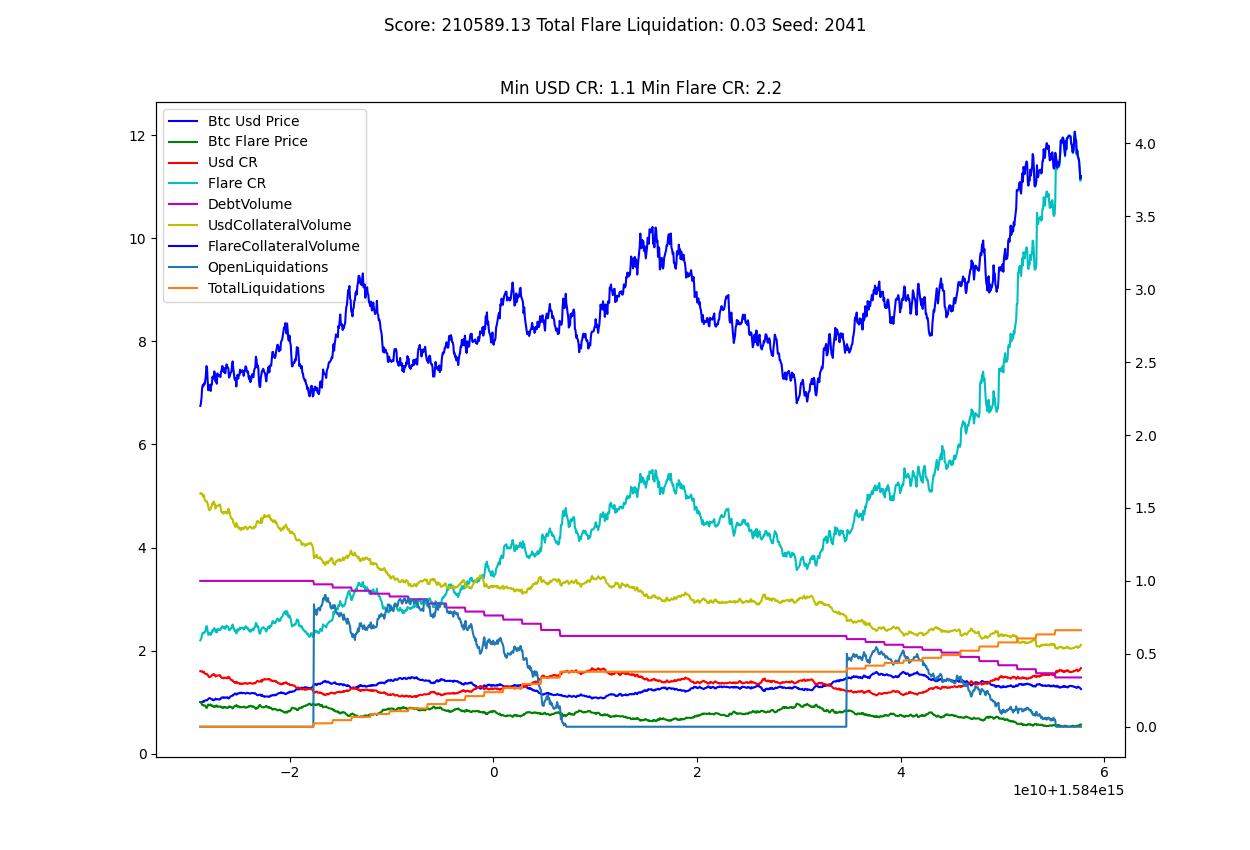 Score: 210589.13 Total Flare Liquidation: 0.03 Seed: 2041
Min USD CR: 1.1 Min Flare CR: 2.2
Btc Usd Price
Btc Flare Price
Usd CR
Flare CR
DebtVolume
UsdCollateralVolume
FlareCollateralVolume
OpenLiquidations
TotalLiquidations
12
10
8
6
4
2
0
4.0
3.5
3.0
2.5
2.0
1.5
1.0
0.5
0.0
−2
0
2
4
6
1e10+1.584e15